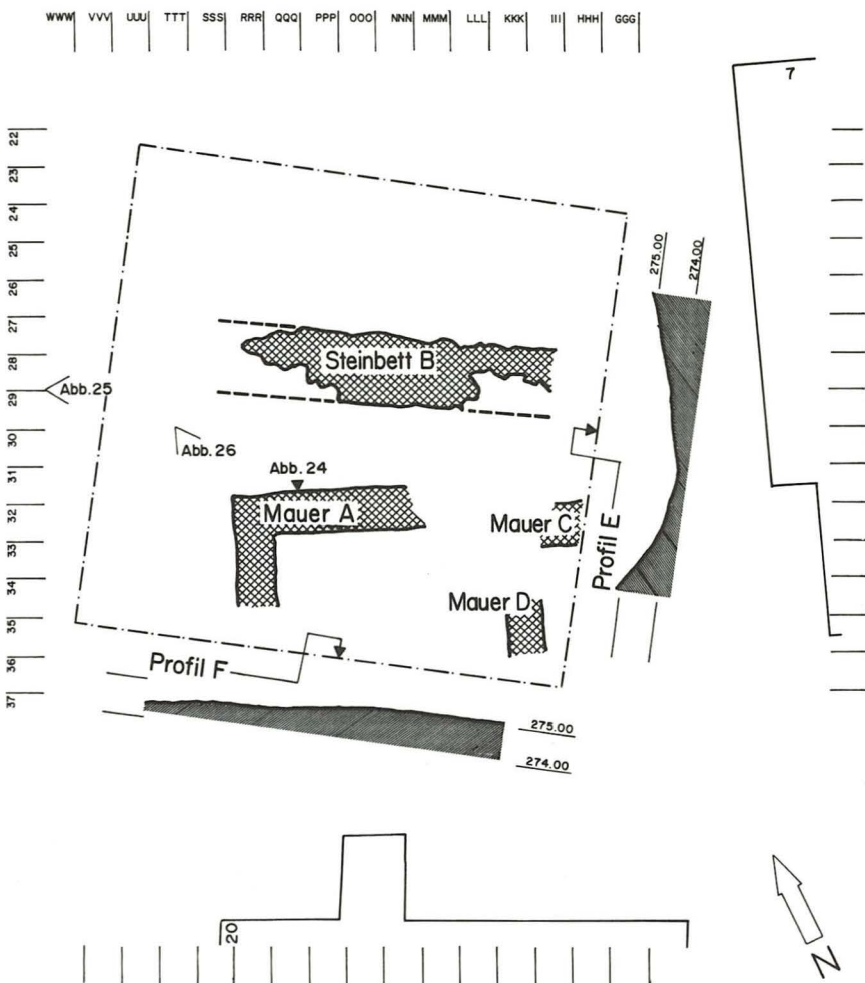 WWW VVV UUU TTT SSS RRR QQQ PPP OOO NNN MMM LLL KKK III HHH GGG
7
22
23
24
25
26
27
28
29
30
31
32
33
34
35
36
37
275.00
274.00
Steinbett B
Abb.25
Abb.26
Abb.24
Mauer A
Mauer C
Profil E
Mauer D
Profil F
275.00
274.00
20
N